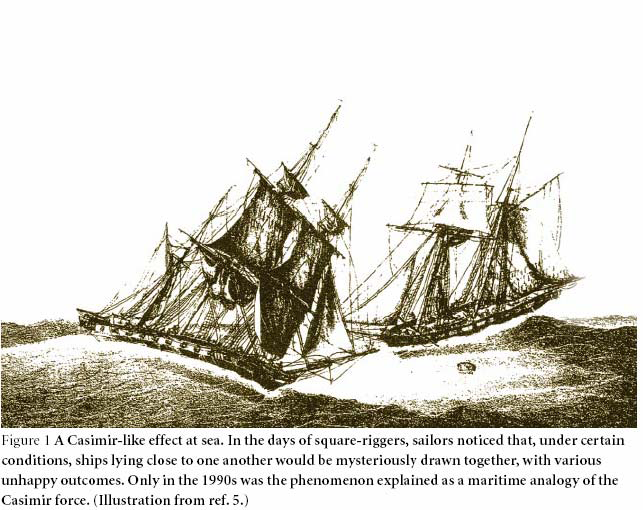 Figure 1 A Casimir-like effect at sea. In the days of square-riggers, sailors noticed that, under certain
conditions, ships lying close to one another would be mysteriously drawn together, with various
unhappy outcomes. Only in the 1990s was the phenomenon explained as a maritime analogy of the
Casimir force. (Illustration from ref. 5.)